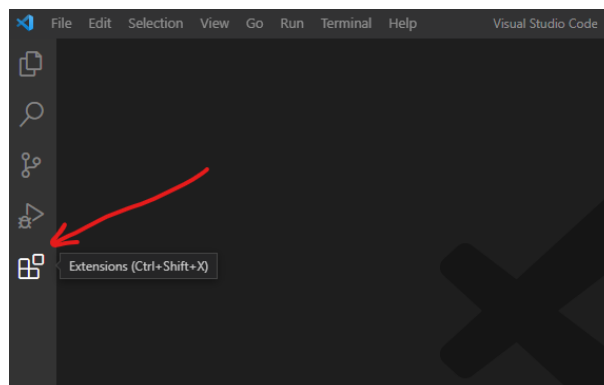 File Edit Selection View Go Run Terminal Help Visual Studio Code
Extensions (Ctrl+Shift+X)